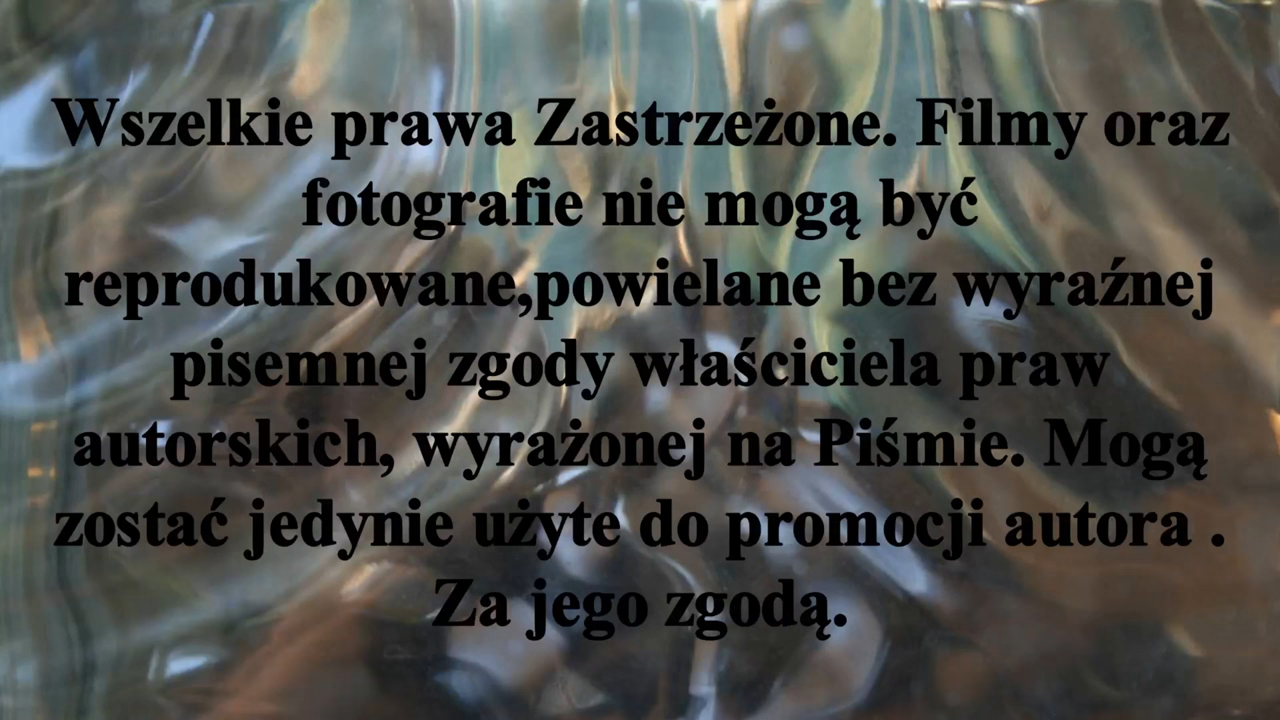 Wszelkie prawa Zastrzeżone. Filmy oraz
fotografie nie mogą być
reprodukowane,powielane bez wyraźnej
pisemnej zgody właściciela praw
autorskich, wyrażonej na Piśmie. Mogą
zostać jedynie użyte do promocji autora .
Za jego zgodą.